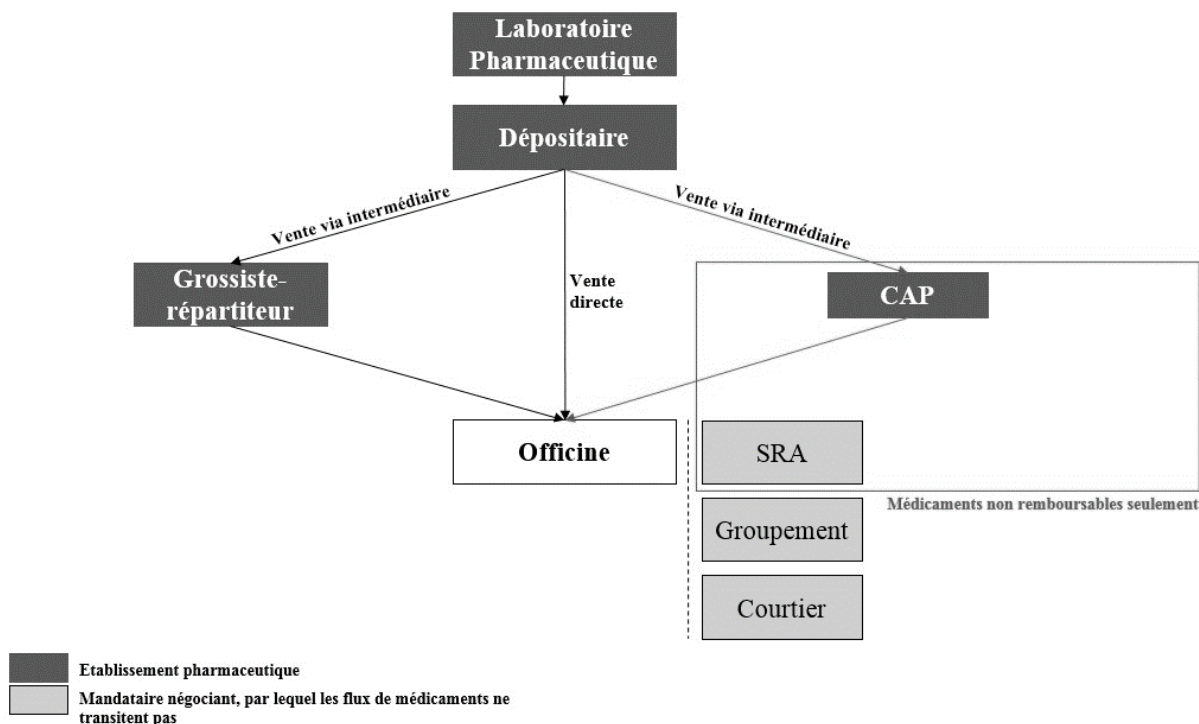 Laboratoire
Pharmaceutique
Dépositaire
Vente via intermédiaire
Vente via intermédiaire
Grossiste-
répartiteur
Vente
directe
CAP
Officine
SRA
Médicaments non remboursables seulement
Groupement
Courtier
Etablissement pharmaceutique
Mandataire négociant, par lequel les flux de médicaments ne
transitent pas